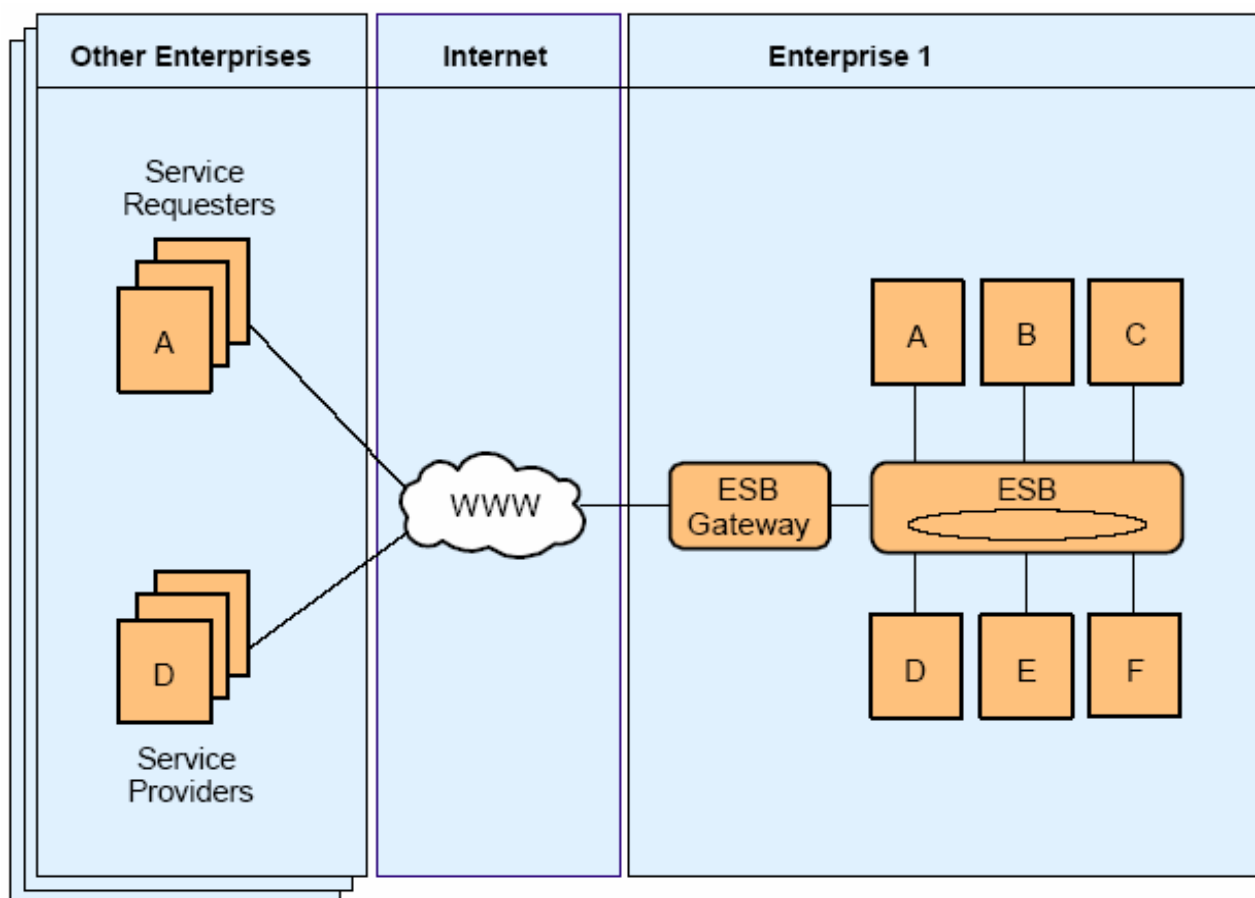 Other Enterprises
Internet
Enterprise 1
Service
Requesters
A
D
Service
Providers
WWW
ESB
Gateway
A
B
C
ESB
D
E
F